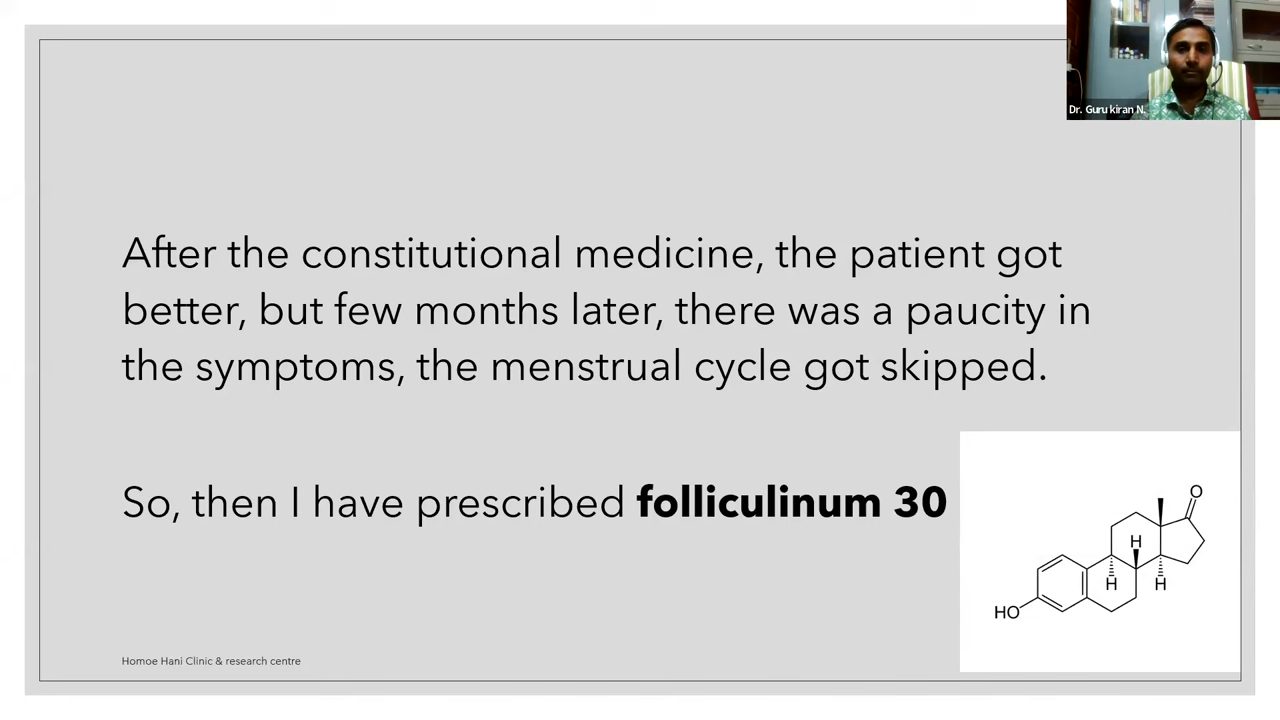 Dr. Guru kiran N.
After the constitutional medicine, the patient got
better, but few months later, there was a paucity in
the symptoms, the menstrual cycle got skipped.
So, then I have prescribed folliculinum 30
O
H
H
H
HO
Homoe Hani Clinic & research centre